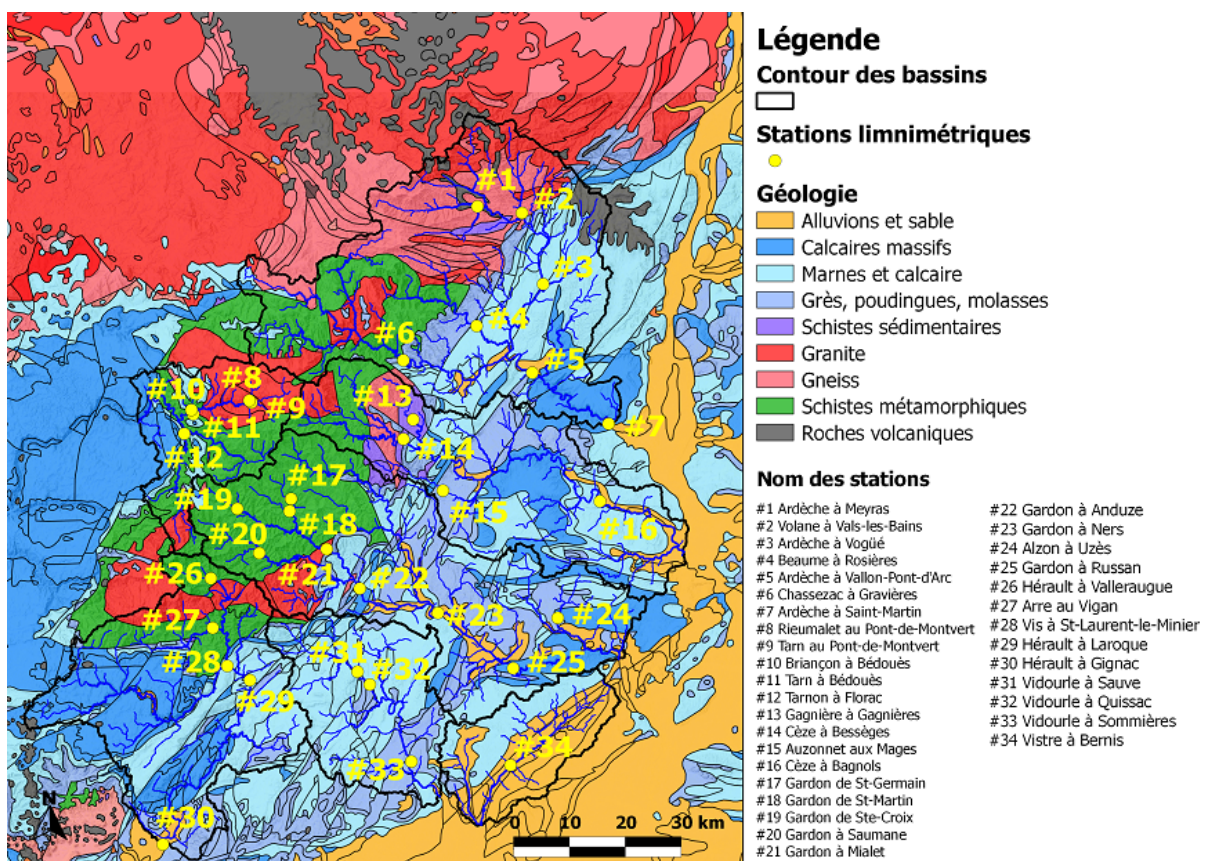 #1
#2
#3
#4
#5
#6
#7
#8
#9
#10
#11
#12
#13
#14
#15
#16
#17
#18
#19
#20
#21
#22
#23
#24
#25
#26
#27
#28
#29
#30
#31
#32
#33
#34
N
0 10 20 30 km
Légende
Contour des bassins
Stations limnimétriques
Géologie
Alluvions et sable
Calcaires massifs
Marnes et calcaire
Grès, poudingues, molasses
Schistes sédimentaires
Granite
Gneiss
Schistes métamorphiques
Roches volcaniques
Nom des stations
#1 Ardèche à Meyras
#2 Volane à Vals-les-Bains
#3 Ardèche à Vogüé
#4 Beaume à Rosières
#5 Ardèche à Vallon-Pont-d'Arc
#6 Chassezac à Gravières
#7 Ardèche à Saint-Martin
#8 Rieumalet au Pont-de-Montvert
#9 Tarn au Pont-de-Montvert
#10 Briançon à Bédouès
#11 Tarn à Bédouès
#12 Tarnon à Florac
#13 Gagnière à Gagnières
#14 Cèze à Bessèges
#15 Auzonnet aux Mages
#16 Cèze à Bagnols
#17 Gardon de St-Germain
#18 Gardon de St-Martin
#19 Gardon de Ste-Croix
#20 Gardon à Saumane
#21 Gardon à Mialet
#22 Gardon à Anduze
#23 Gardon à Ners
#24 Alzon à Uzès
#25 Gardon à Russan
#26 Hérault à Valleraugue
#27 Arre au Vigan
#28 Vis à St-Laurent-le-Minier
#29 Hérault à Laroque
#30 Hérault à Gignac
#31 Vidourle à Sauve
#32 Vidourle à Quissac
#33 Vidourle à Sommières
#34 Vistre à Bernis